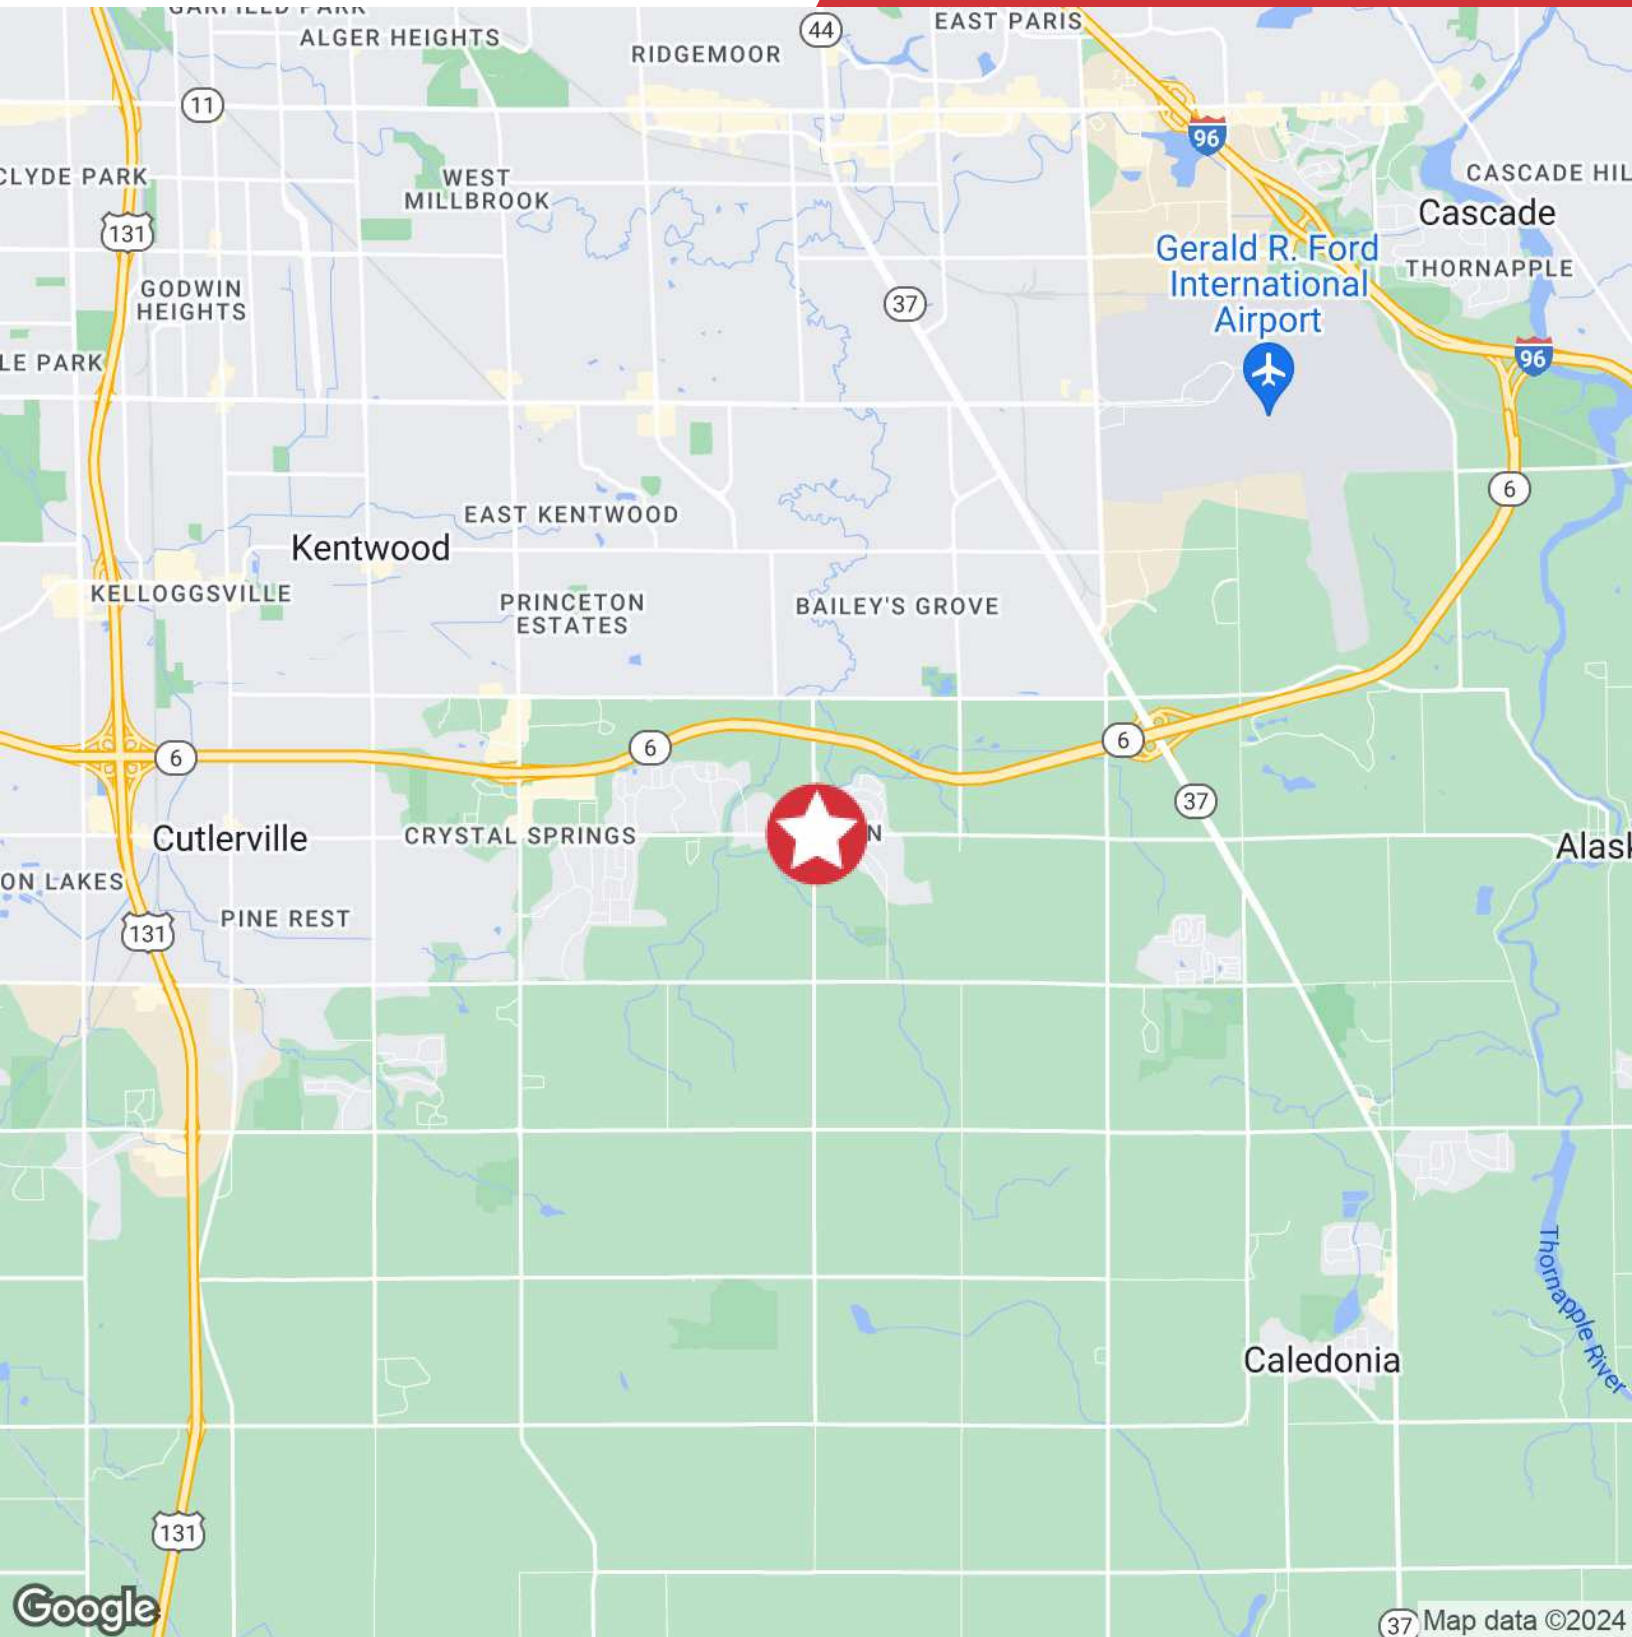 GARFIELD PARK
ALGER HEIGHTS
RIDGEMOOR
44
EAST PARIS
11
96
CLYDE PARK
WEST
MILLBROOK
CASCADE HIL
Cascade
131
Gerald R. Ford
International
Airport
THORNAPPLE
GODWIN
HEIGHTS
37
LE PARK
96
6
EAST KENTWOOD
Kentwood
KELLOGGSVILLE
PRINCETON
ESTATES
BAILEY'S GROVE
6
6
6
37
Cutlerville
CRYSTAL SPRINGS
N
Alask
ON LAKES
PINE REST
131
Thornapple River
Caledonia
131
Google
37
Map data ©2024